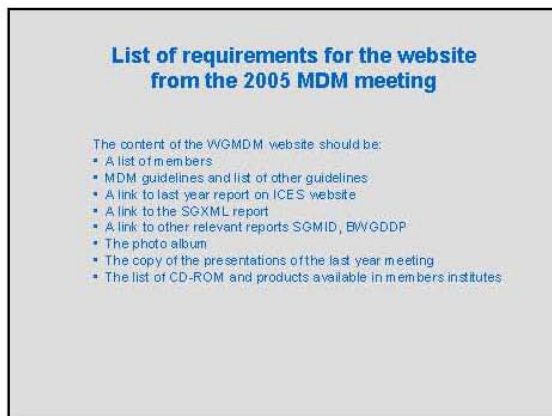 List of requirements for the website
from the 2005 MDM meeting
The content of the WGMDM website should be:
• A list of members
• MDM guidelines and list of other guidelines
• A link to last year report on ICES website
• A link to the SGXML report
• A link to other relevant reports SGMID, BWGDDP
• The photo album
• The copy of the presentations of the last year meeting
• The list of CD-ROM and products available in members institutes